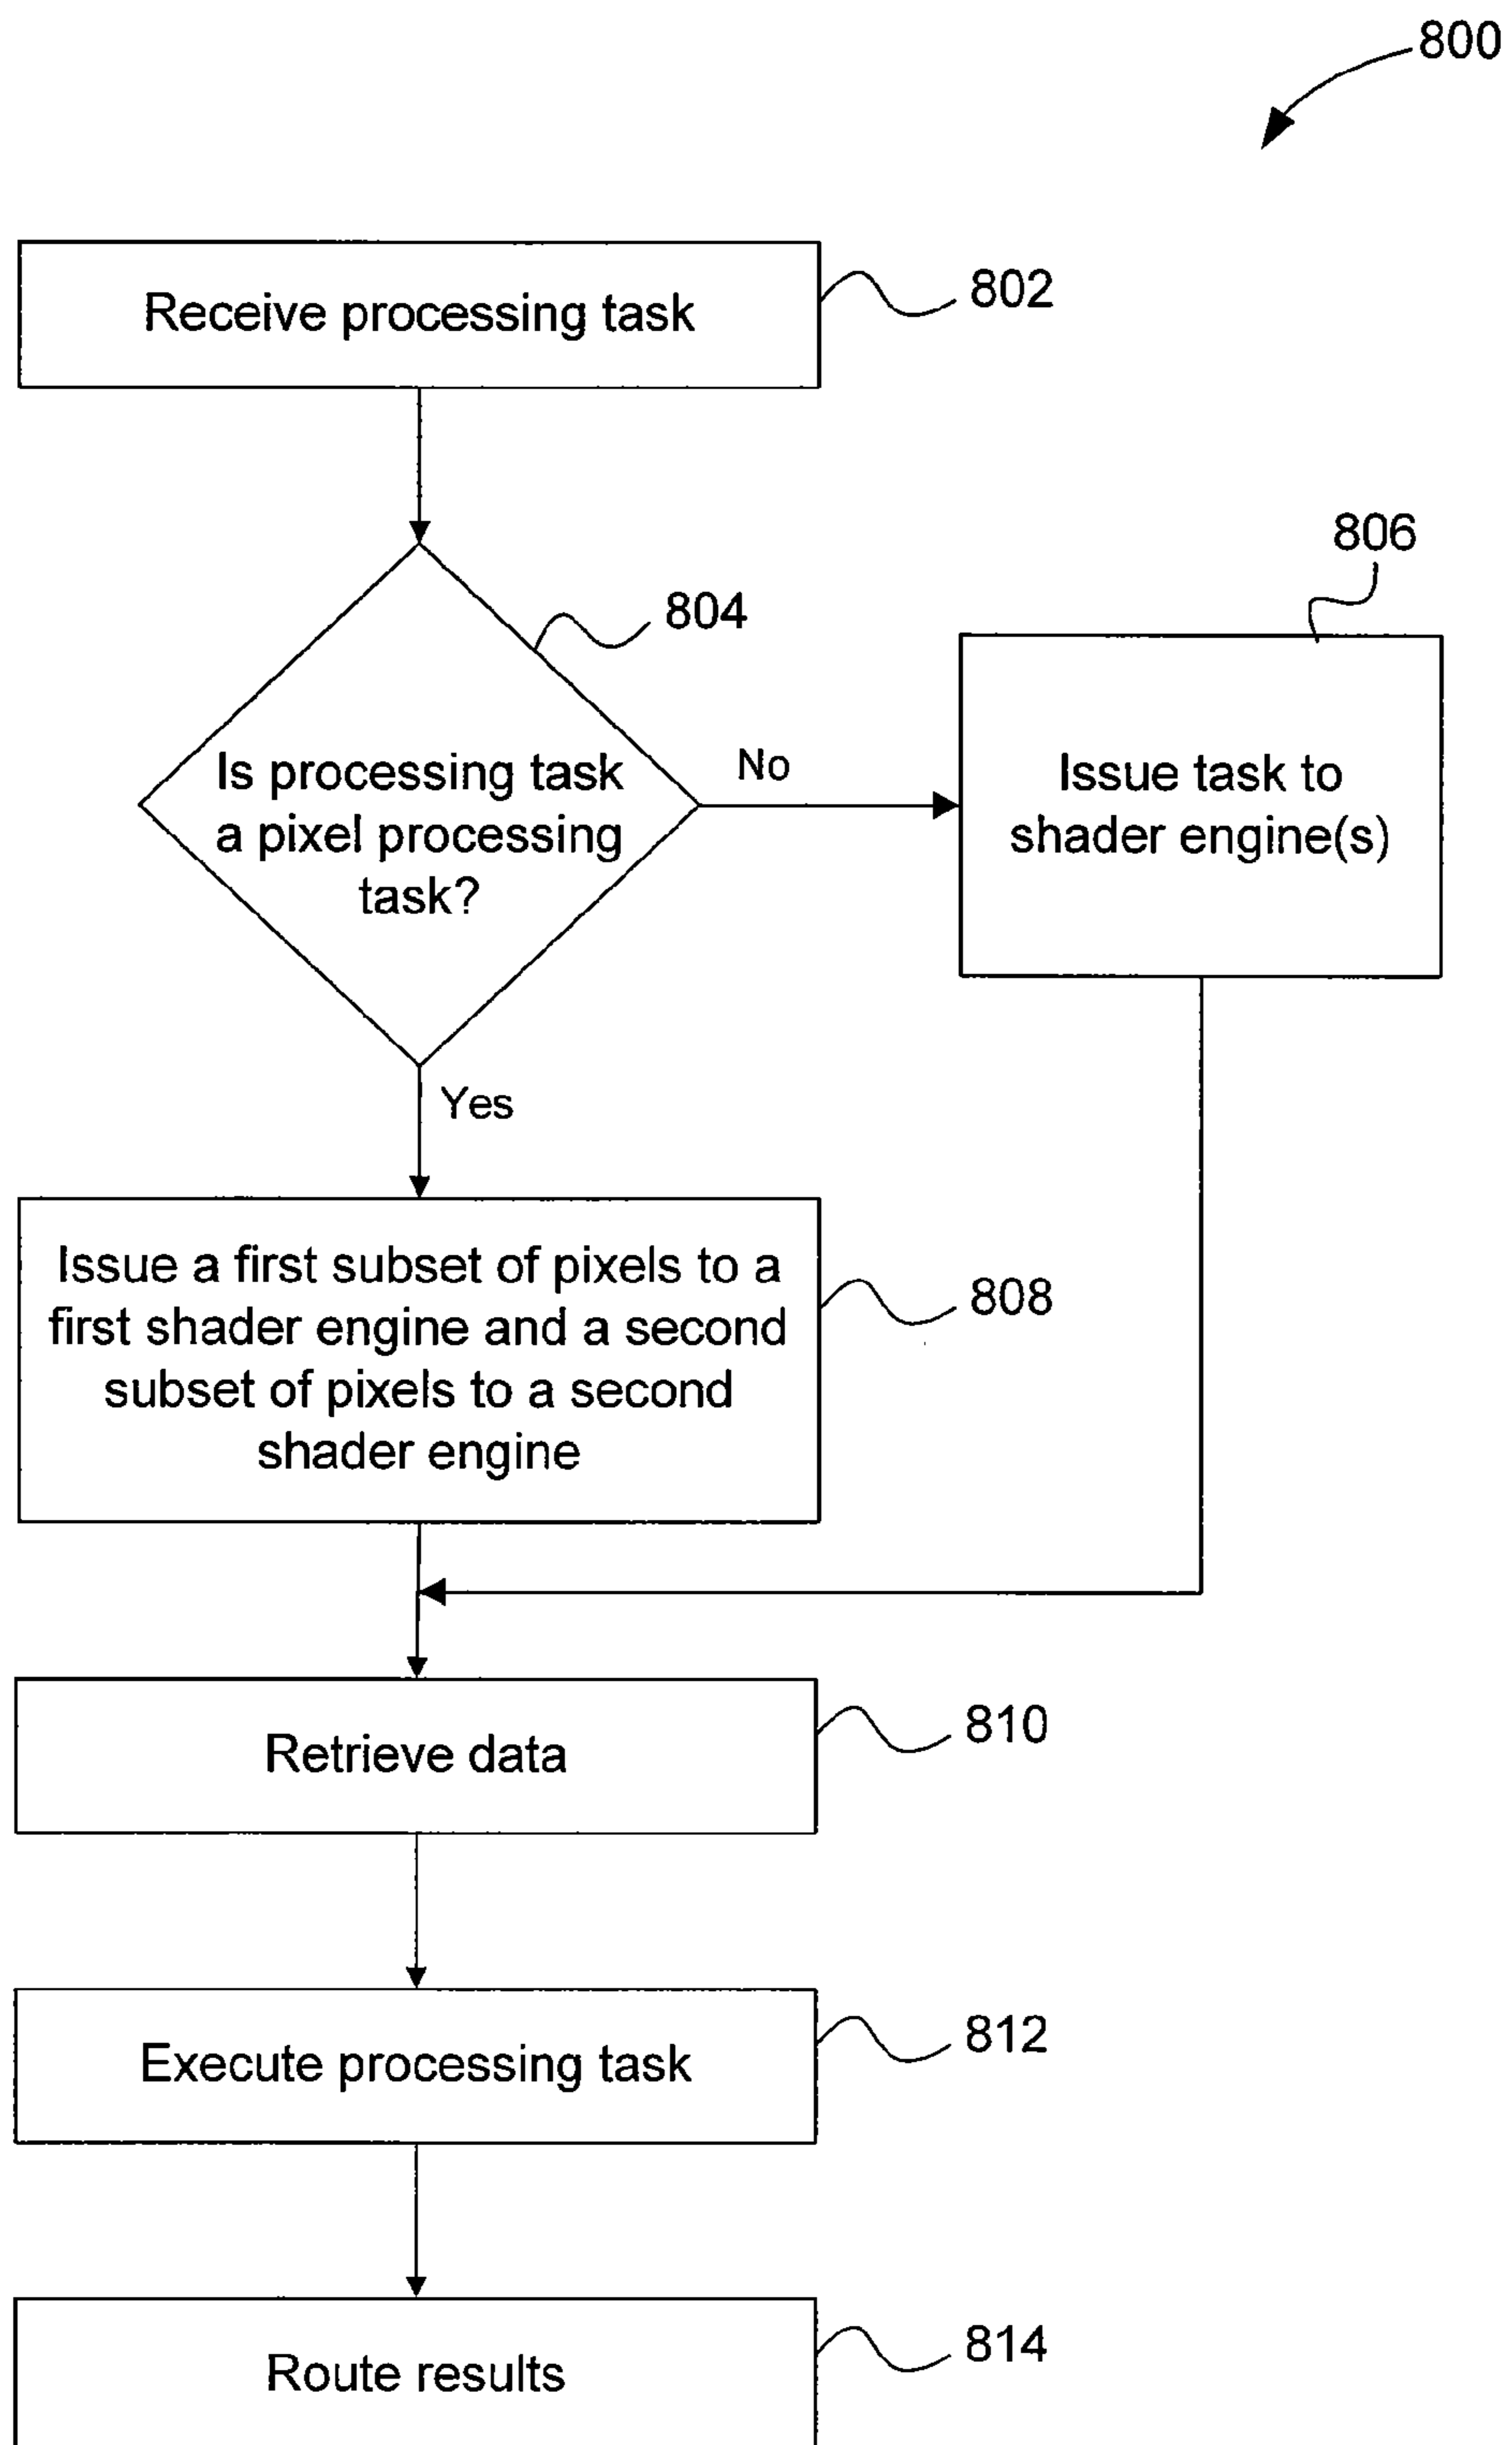 800
Receive processing task
802
804
806
Is processing task
a pixel processing
task?
No
Issue task to
shader engine(s)
Yes
Issue a first subset of pixels to a
first shader engine and a second
subset of pixels to a second
shader engine
808
Retrieve data
810
Execute processing task
812
Route results
814